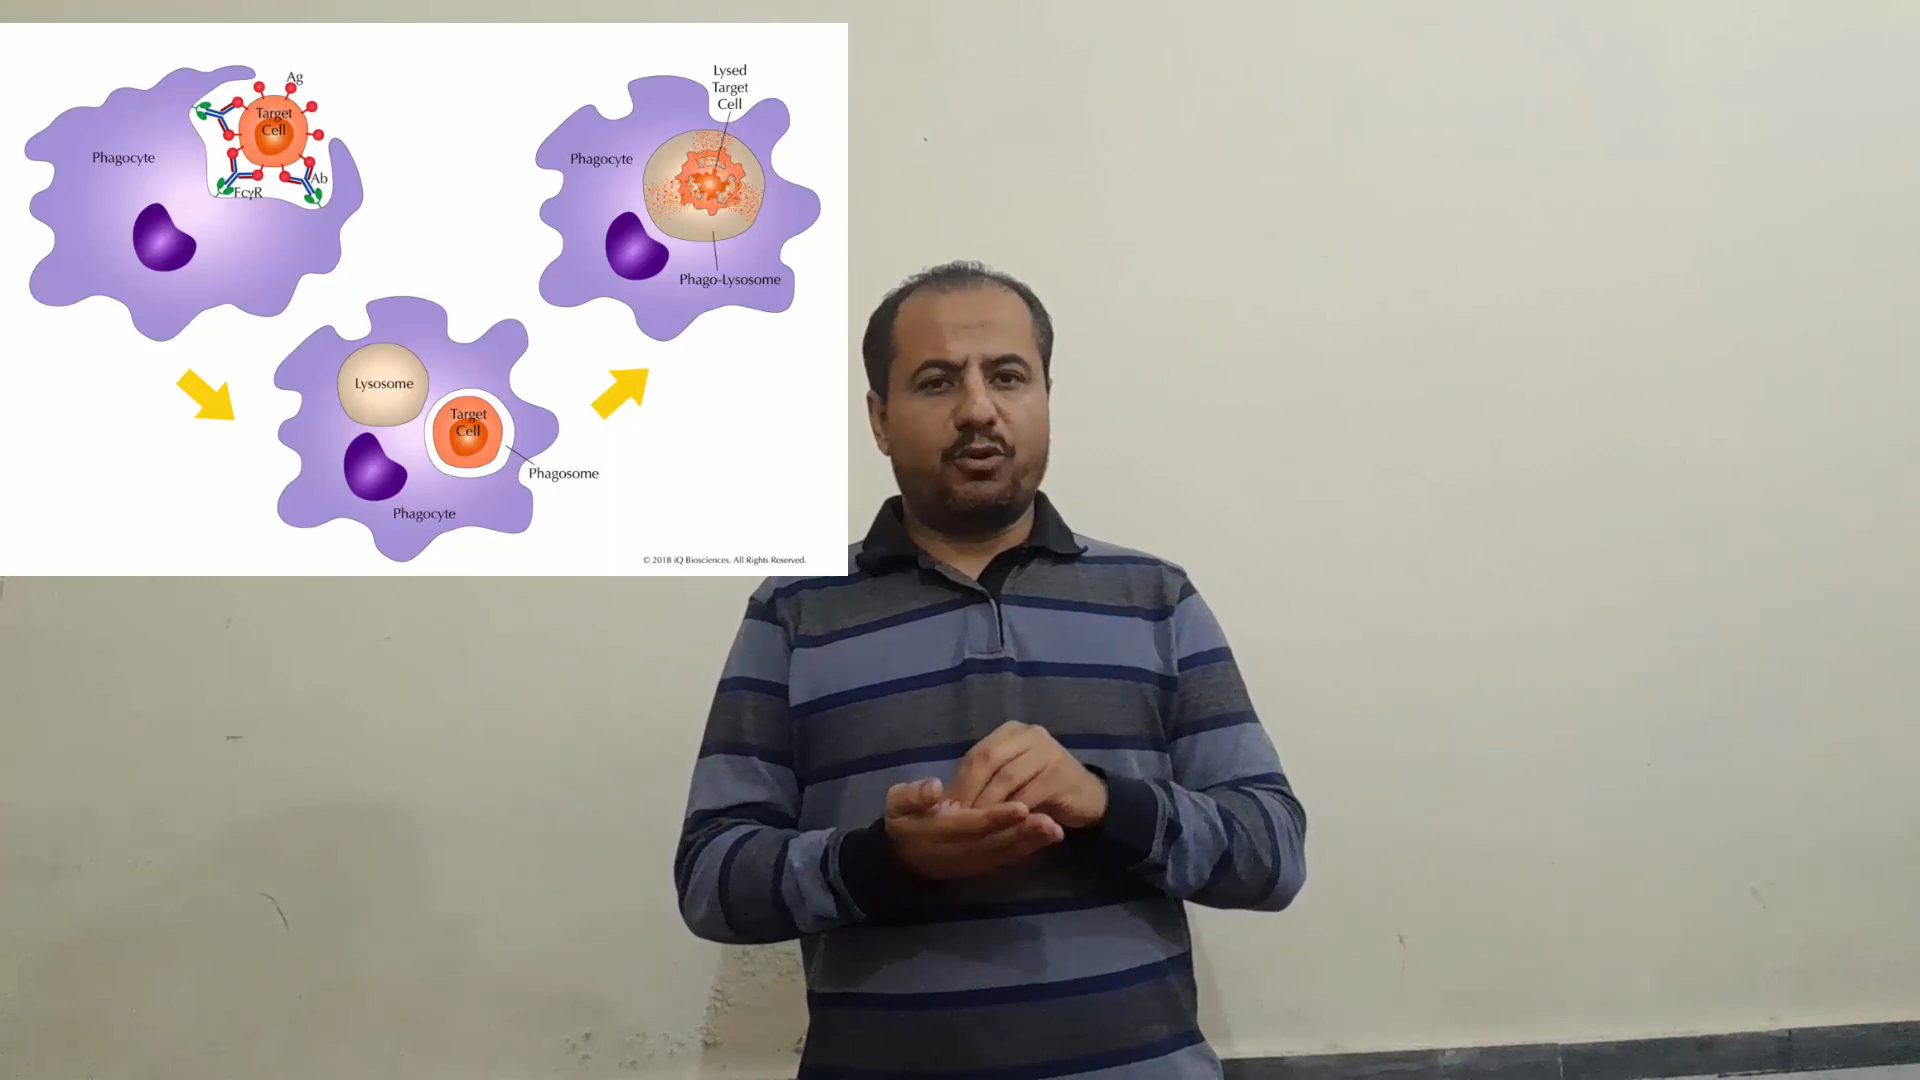 Ag
Target
Cell
Phagocyte
Ab
FcγR
Lysed
Target
Cell
Phagocyte
Phago-Lysosome
Lysosome
Target
Cell
Phagosome
Phagocyte
© 2018 iQ Biosciences. All Rights Reserved.